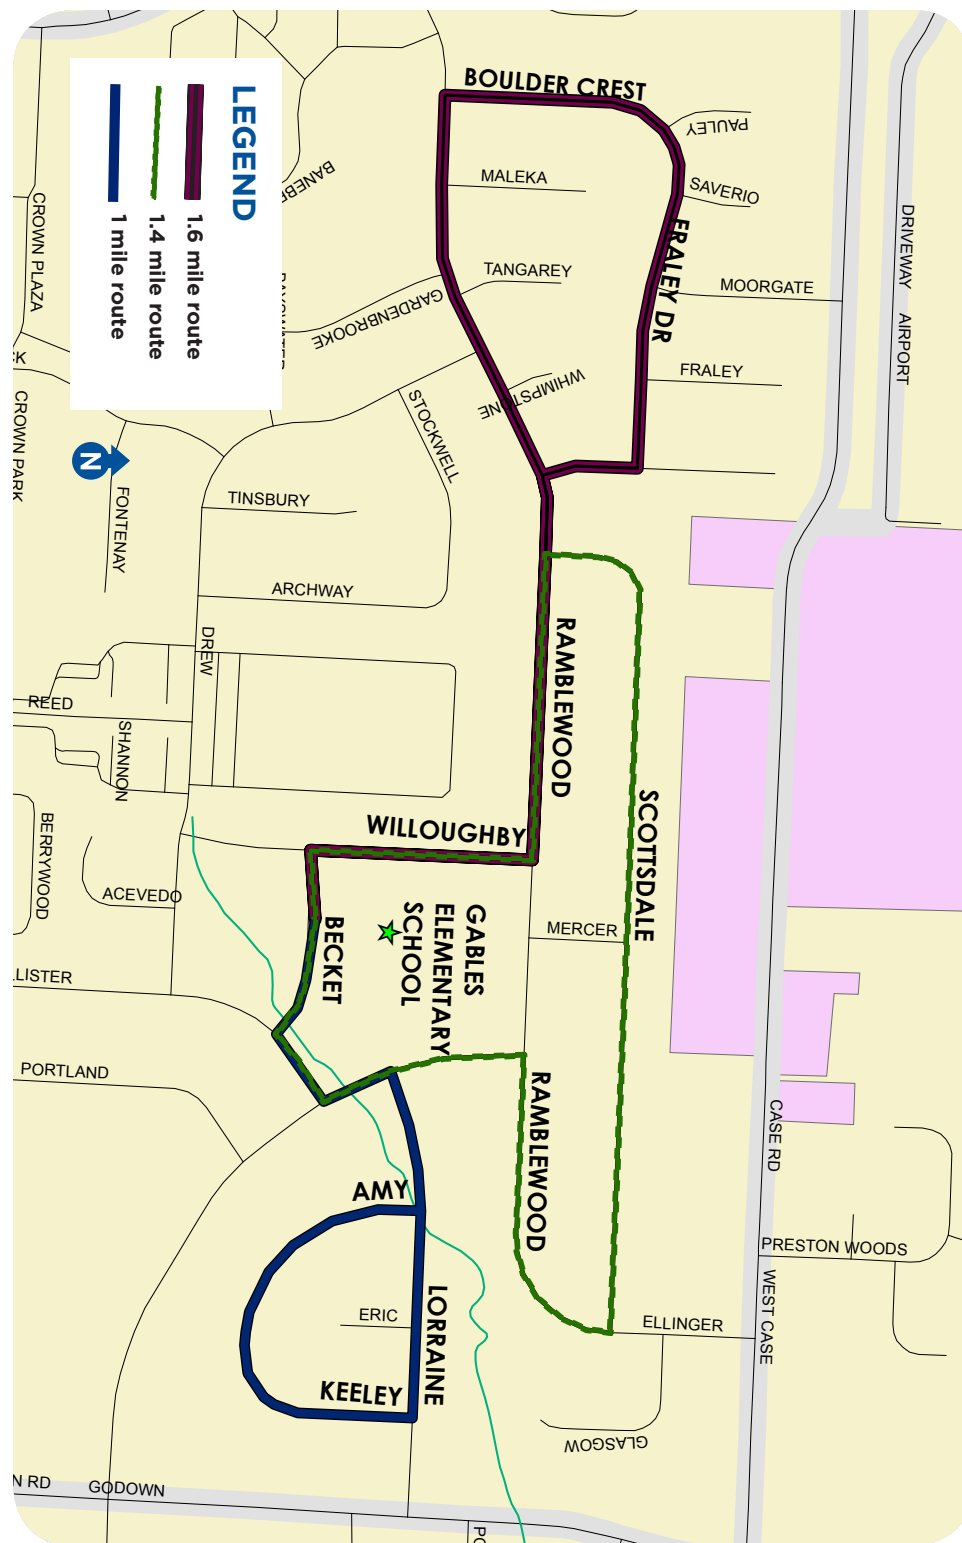 BOULDER CREST
PAULEY
MALEKA
SAVERIO
FRALEY DR
TANGAREY
MOORGATE
GARDENBROOKE
FRALEY
WHIMPSTONE
STOCKWELL
DRIVEWAY AIRPORT
LEGEND
1.6 mile route
1.4 mile route
1 mile route
CROWN PLAZA
CK
CROWN PARK
N
FONTENAY
TINSBURY
ARCHWAY
DREW
REED
SHANNON
RAMBLEWOOD
SCOTTSDALE
WILLOUGHBY
BERRYWOOD
ACEVEDO
GABLES
ELEMENTARY
SCHOOL
BECKET
MERCER
LLISTER
PORTLAND
RAMBLEWOOD
CASE RD
AMY
LORRAINE
ERIC
KEELEY
ELLINGER
PRESTON WOODS
WEST CASE
GLASGOW
N RD
GODOWN